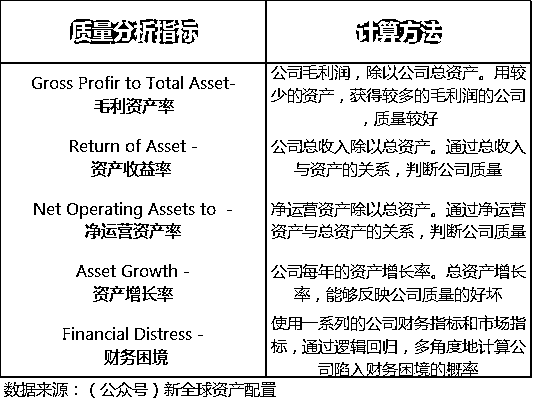 质量分析指标
计算方法
Gross Profir to Total Asset-
毛利资产率
公司毛利润，除以公司总资产。用较
少的资产，获得较多的毛利润的公司
，质量较好
Return of Asset -
资产收益率
公司总收入除以总资产。通过总收入
与资产的关系，判断公司质量
Net Operating Assets to -
净运营资产率
净运营资产除以总资产。通过净运营
资产与总资产的关系，判断公司质量
Asset Growth -
资产增长率
公司每年的资产增长率。总资产增长
率，能够反映公司质量的好坏
Financial Distress -
财务困境
使用一系列的公司财务指标和市场指
标，通过逻辑回归，多角度地计算公
司陷入财务困境的概率
数据来源：（公众号）新全球资产配置